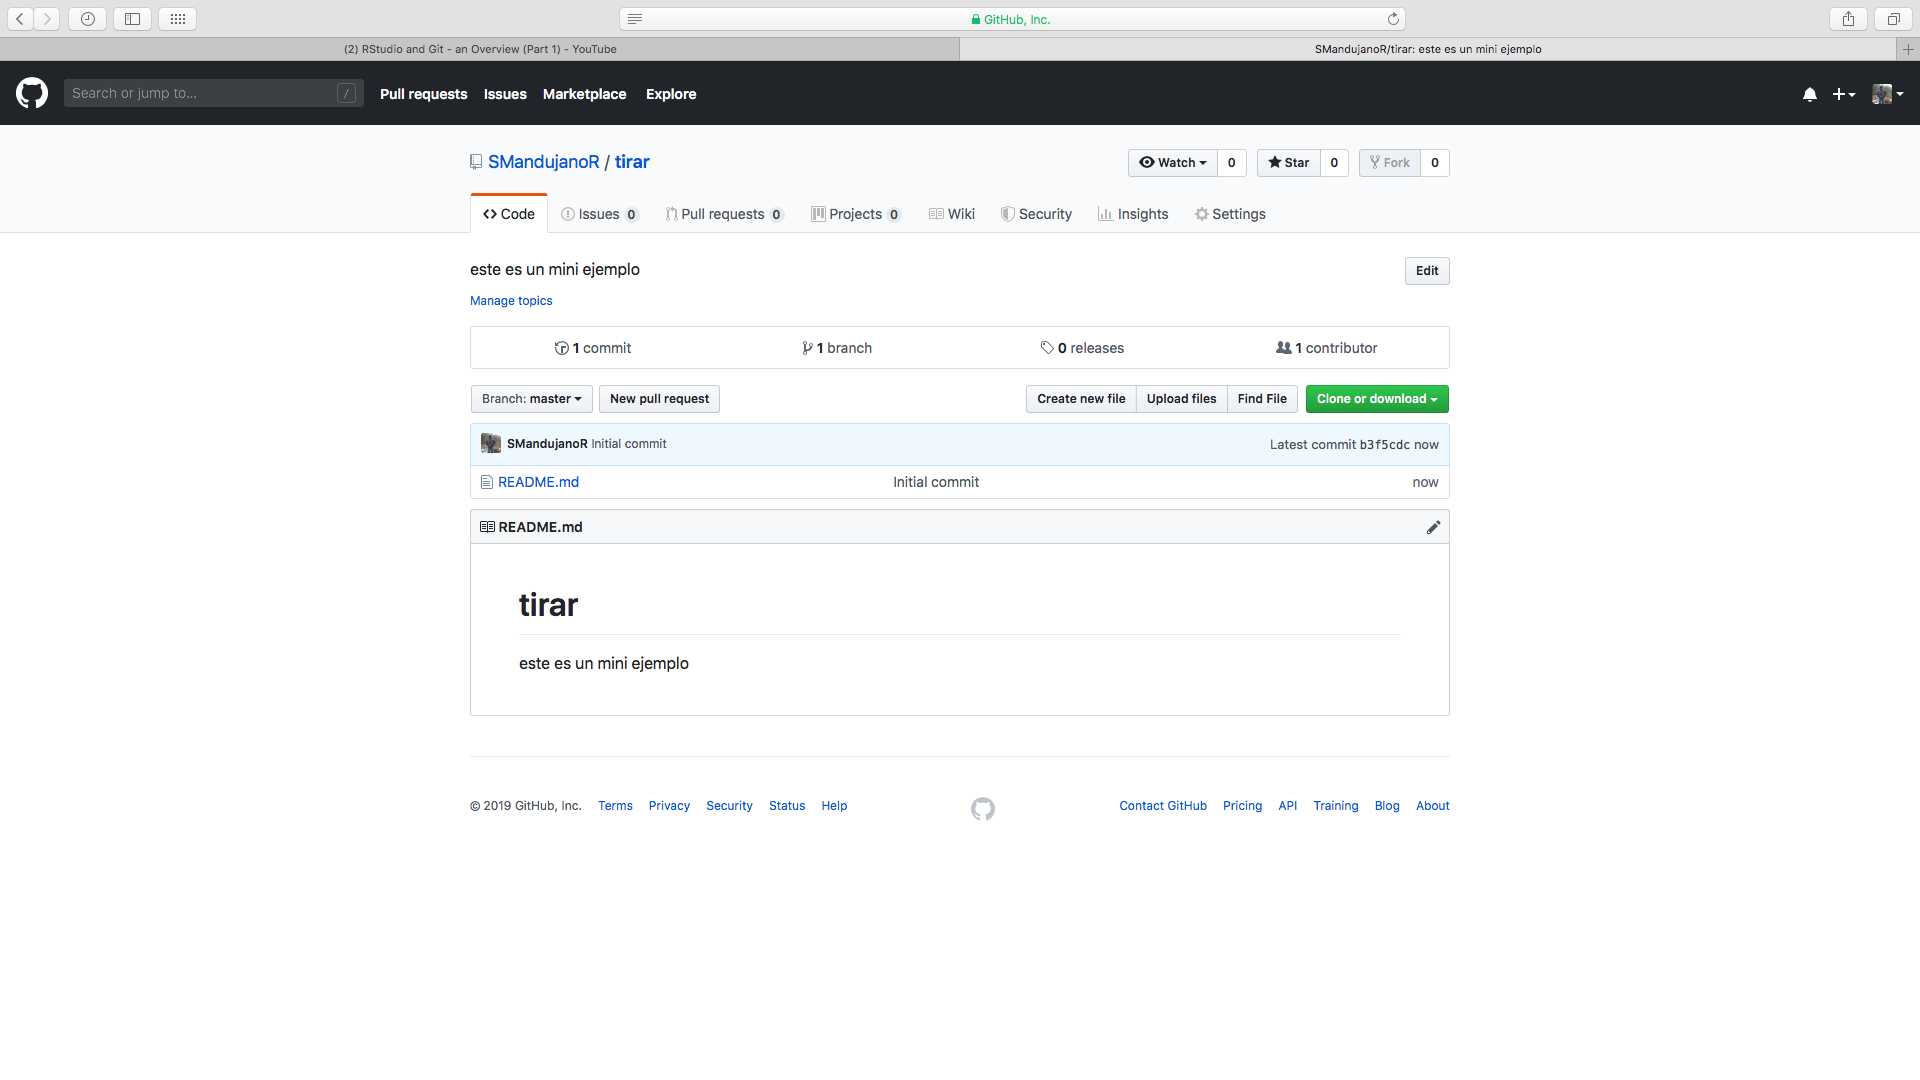 GitHub, Inc.
(2) RStudio and Git - an Overview (Part 1) - YouTube
SMandujanoR/tirar: este es un mini ejemplo
Search or jump to...
/
Pull requests
Issues
Marketplace
Explore
SMandujanoR / tirar
Watch
0
Star
0
Fork
0
Code
Issues 0
Pull requests 0
Projects 0
Wiki
Security
Insights
Settings
este es un mini ejemplo
Edit
Manage topics
1 commit
1 branch
0 releases
1 contributor
Branch: master
New pull request
Create new file
Upload files
Find File
Clone or download
SMandujanoR Initial commit
Latest commit b3f5cdc now
README.md
Initial commit
now
README.md
tirar
este es un mini ejemplo
© 2019 GitHub, Inc.
Terms
Privacy
Security
Status
Help
Contact GitHub
Pricing
API
Training
Blog
About